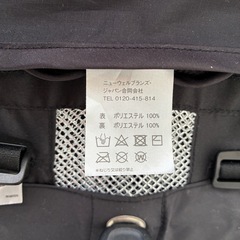 ニューウェルブランズ・
ジャパン合同会社
TEL 0120-415-814
表 ポリエステル 100%
裏 ポリエステル 100%